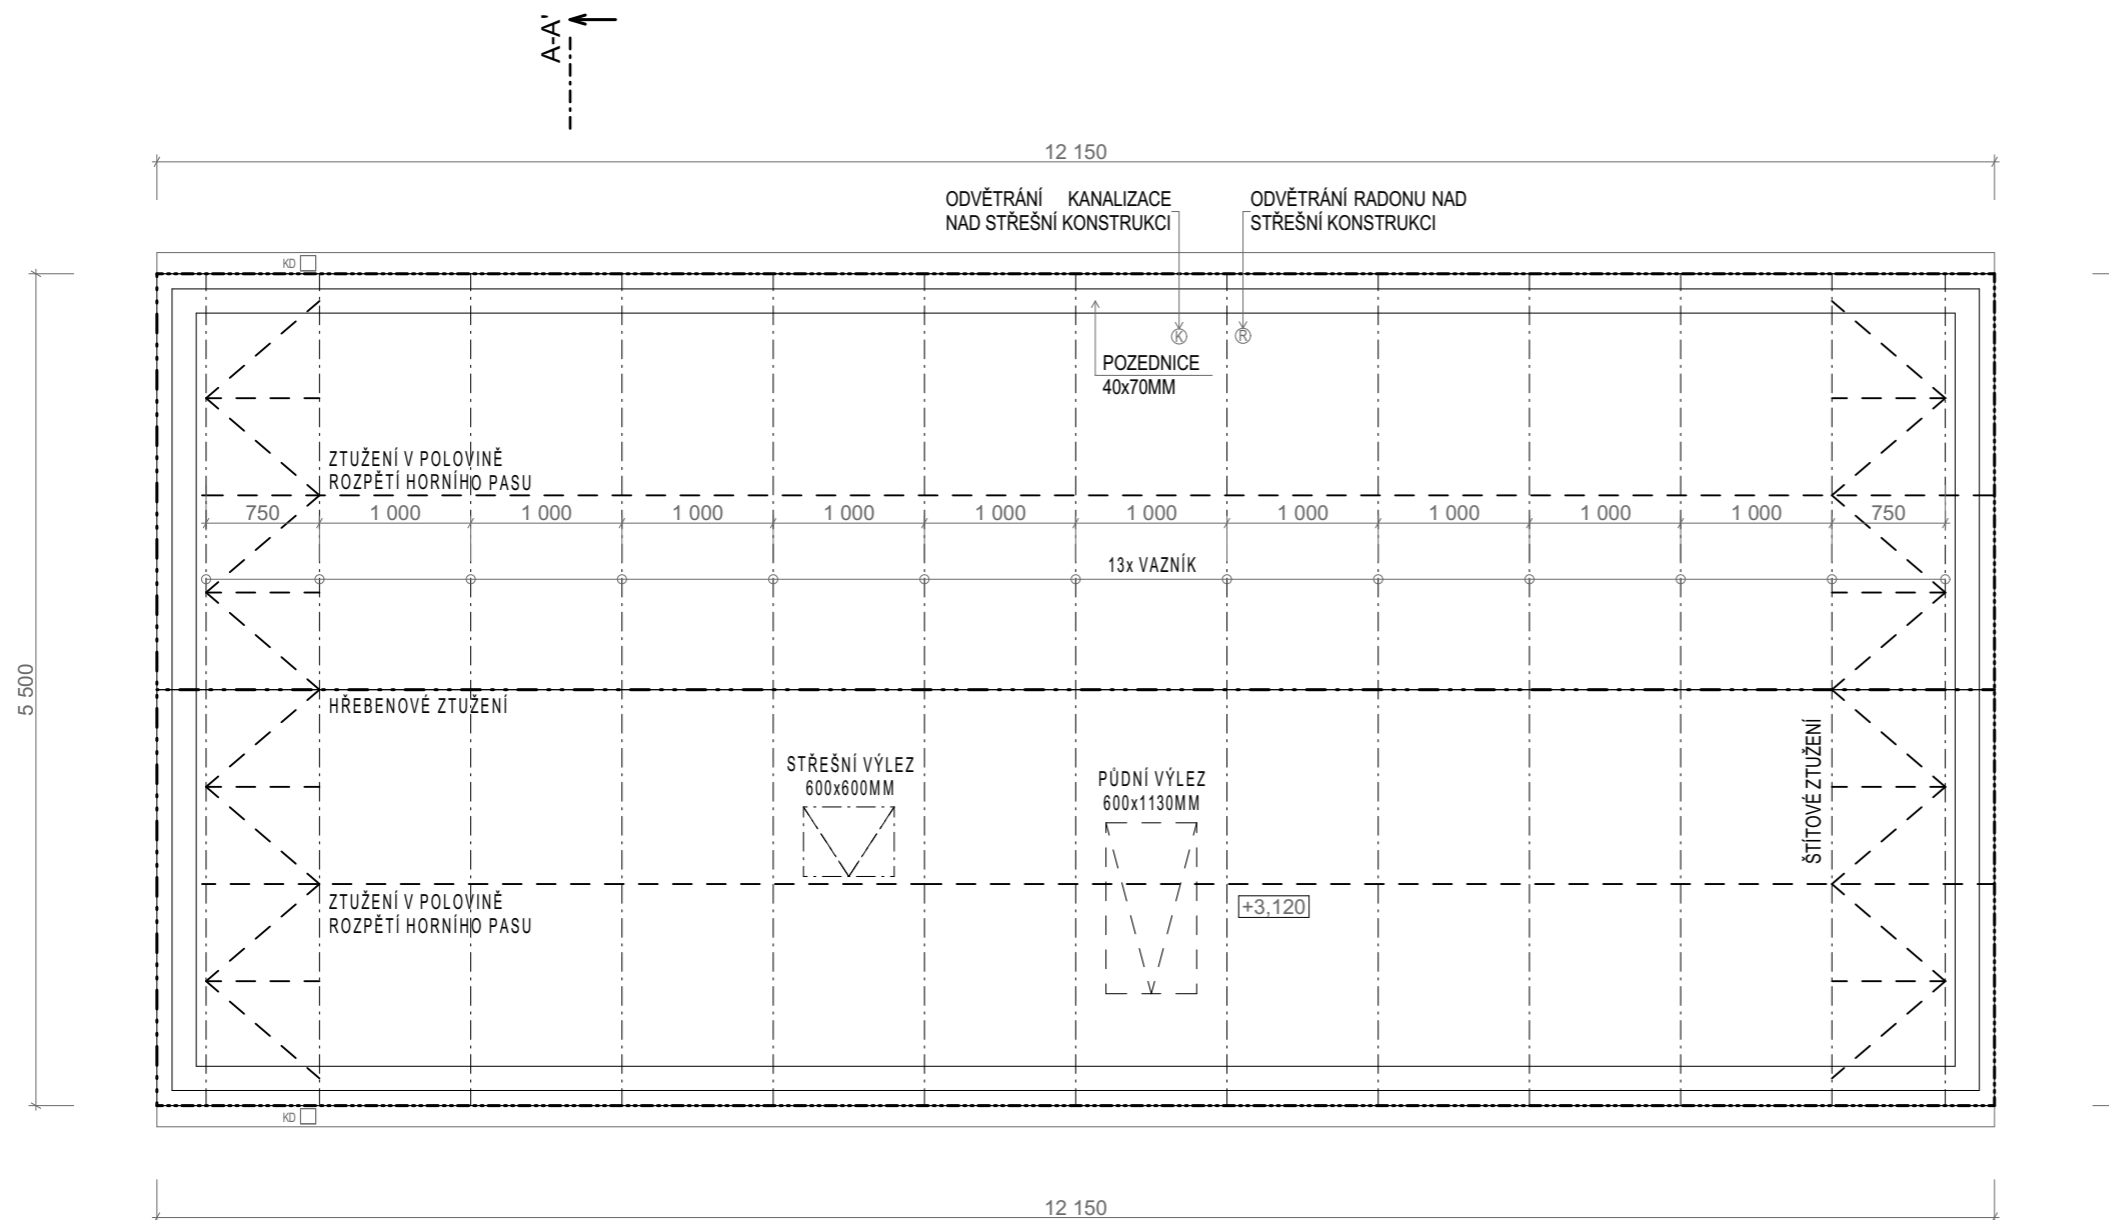 A-A'
12 150
ODVĚTRÁNÍ KANALIZACE
NAD STŘEŠNÍ KONSTRUKCI
ODVĚTRÁNÍ RADONU NAD
STŘEŠNÍ KONSTRUKCI
KD
K
R
POZEDNICE
40x70MM
ZTUŽENÍ V POLOVINĚ
ROZPĚTÍ HORNÍHO PASU
750 1 000 1 000 1 000 1 000 1 000 1 000 1 000 1 000 1 000 1 000 750
13x VAZNÍK
5 500
HŘEBENOVÉ ZTUŽENÍ
STŘEŠNÍ VÝLEZ
600x600MM
PŮDNÍ VÝLEZ
600x1130MM
ŠTÍTOVÉ ZTUŽENÍ
ZTUŽENÍ V POLOVINĚ
ROZPĚTÍ HORNÍHO PASU
+3,120
KD
12 150